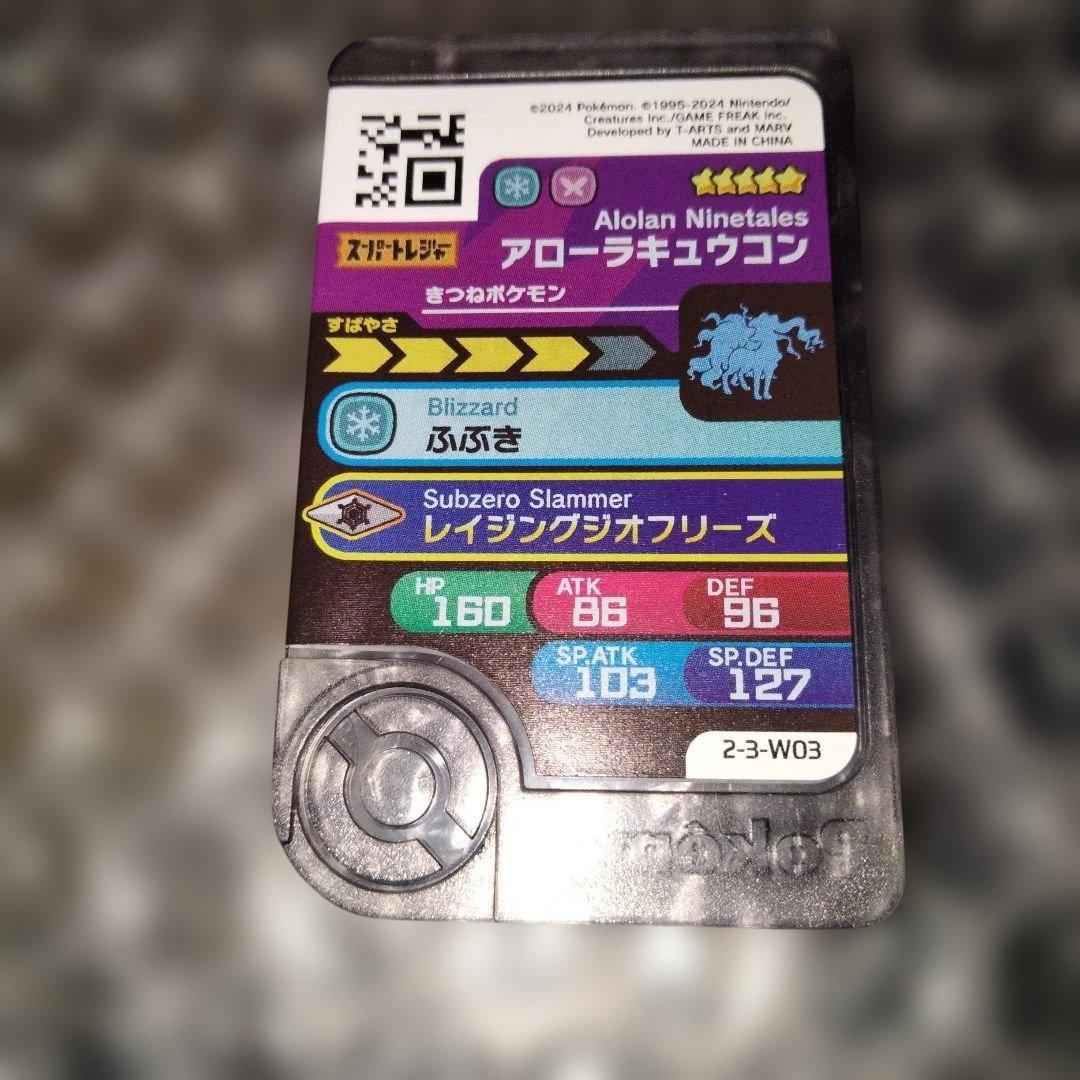 ©2024 Pokémon. ©1995-2024 Nintendo/
Creatures Inc./GAME FREAK inc.
Developed by T-ARTS and MARV
MADE IN CHINA
Alolan Ninetales
スーパートレジャー
アローラキュウコン
きつねポケモン
すばやさ
Blizzard
ふぶき
Subzero Slammer
レイジングジオフリーズ
HP 160 ATK 86 DEF 96
SP.ATK 103 SP.DEF 127
2-3-W03